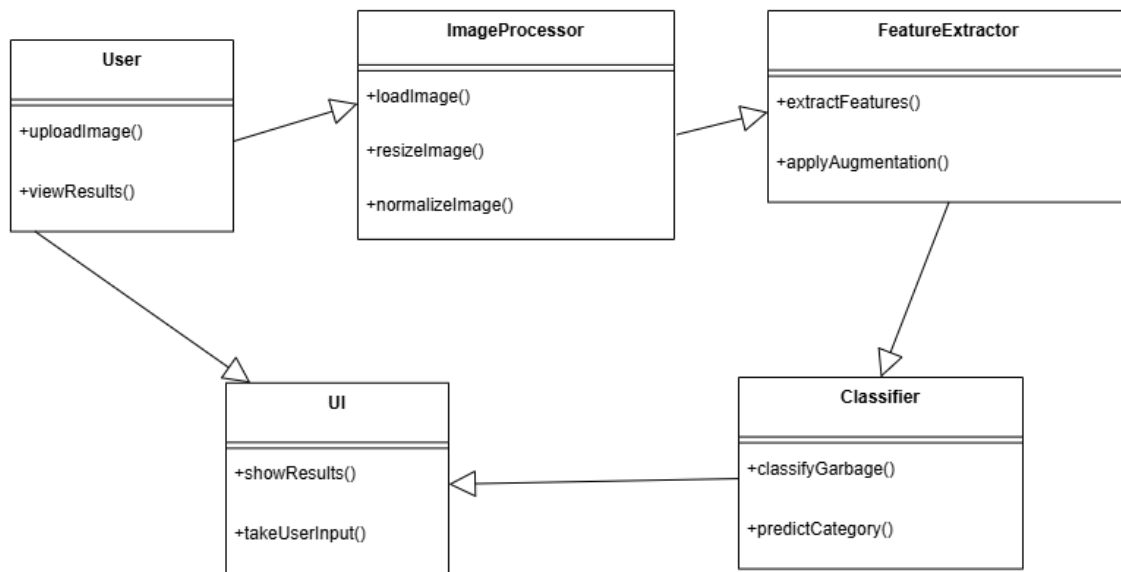 User
+uploadImage()
+viewResults()
ImageProcessor
+loadImage()
+resizeImage()
+normalizeImage()
FeatureExtractor
+extractFeatures()
+applyAugmentation()
UI
+showResults()
+takeUserInput()
Classifier
+classifyGarbage()
+predictCategory()